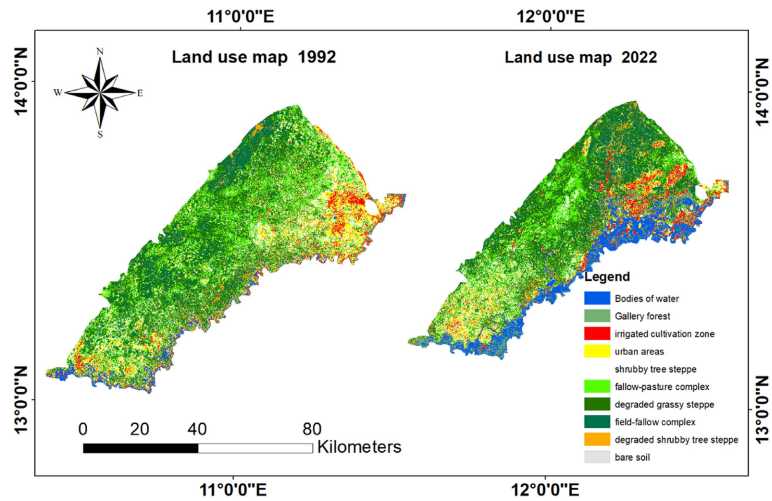 11°0'0"E
12°0'0"E
Land use map 1992
Land use map 2022
14°0'0"N
14°0'0"N
N
W
E
S
Legend
Bodies of water
Gallery forest
irrigated cultivation zone
urban areas
shrubby tree steppe
fallow-pasture complex
degraded grassy steppe
field-fallow complex
degraded shrubby tree steppe
bare soil
13°0'0"N
13°0'0"N
0
20
40
80
Kilometers
11°0'0"E
12°0'0"E